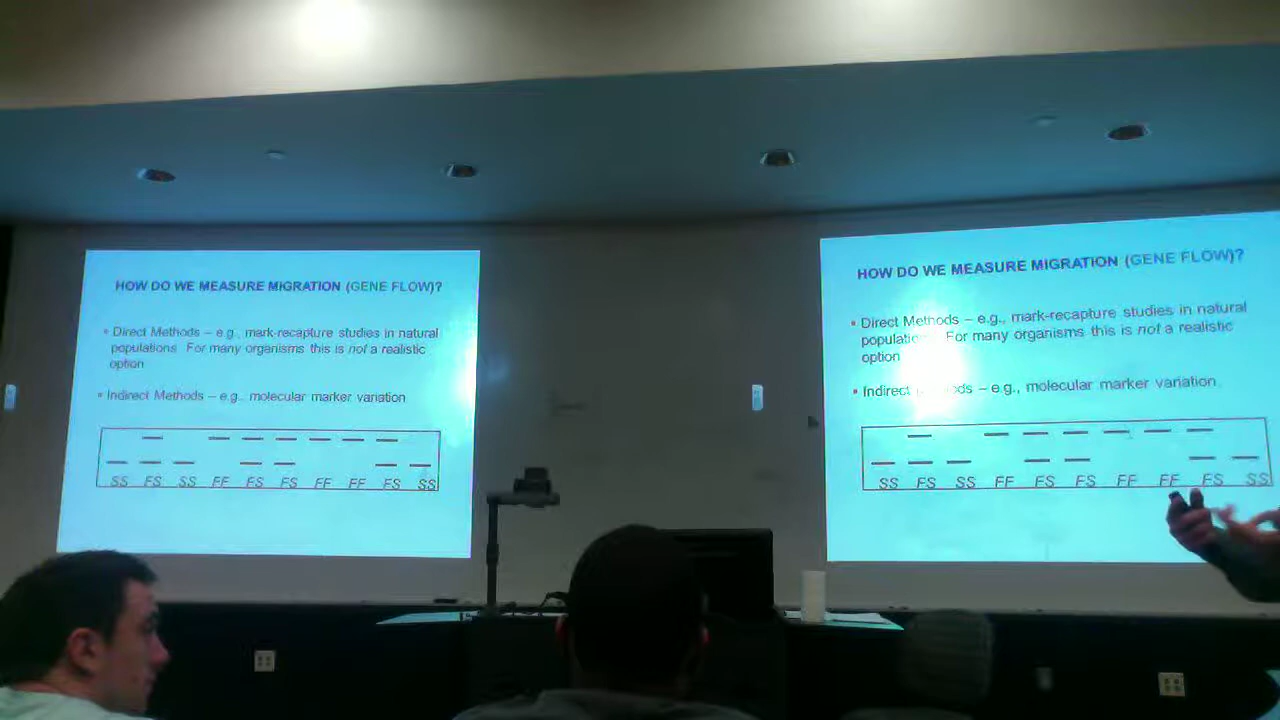 HOW DO WE MEASURE MIGRATION (GENE FLOW)?
• Direct Methods – e.g., mark-recapture studies in natural
populations. For many organisms this is not a realistic
option
• Indirect Methods – e.g., molecular marker variation
SS FS SS FF FS FS FF FF FS SS
HOW DO WE MEASURE MIGRATION (GENE FLOW)?
• Direct Methods – e.g., mark-recapture studies in natural
For many organisms this is not a realistic
option
• Indirect – e.g., molecular marker variation.
SS FS SS FF FS FS FF FF FS SS